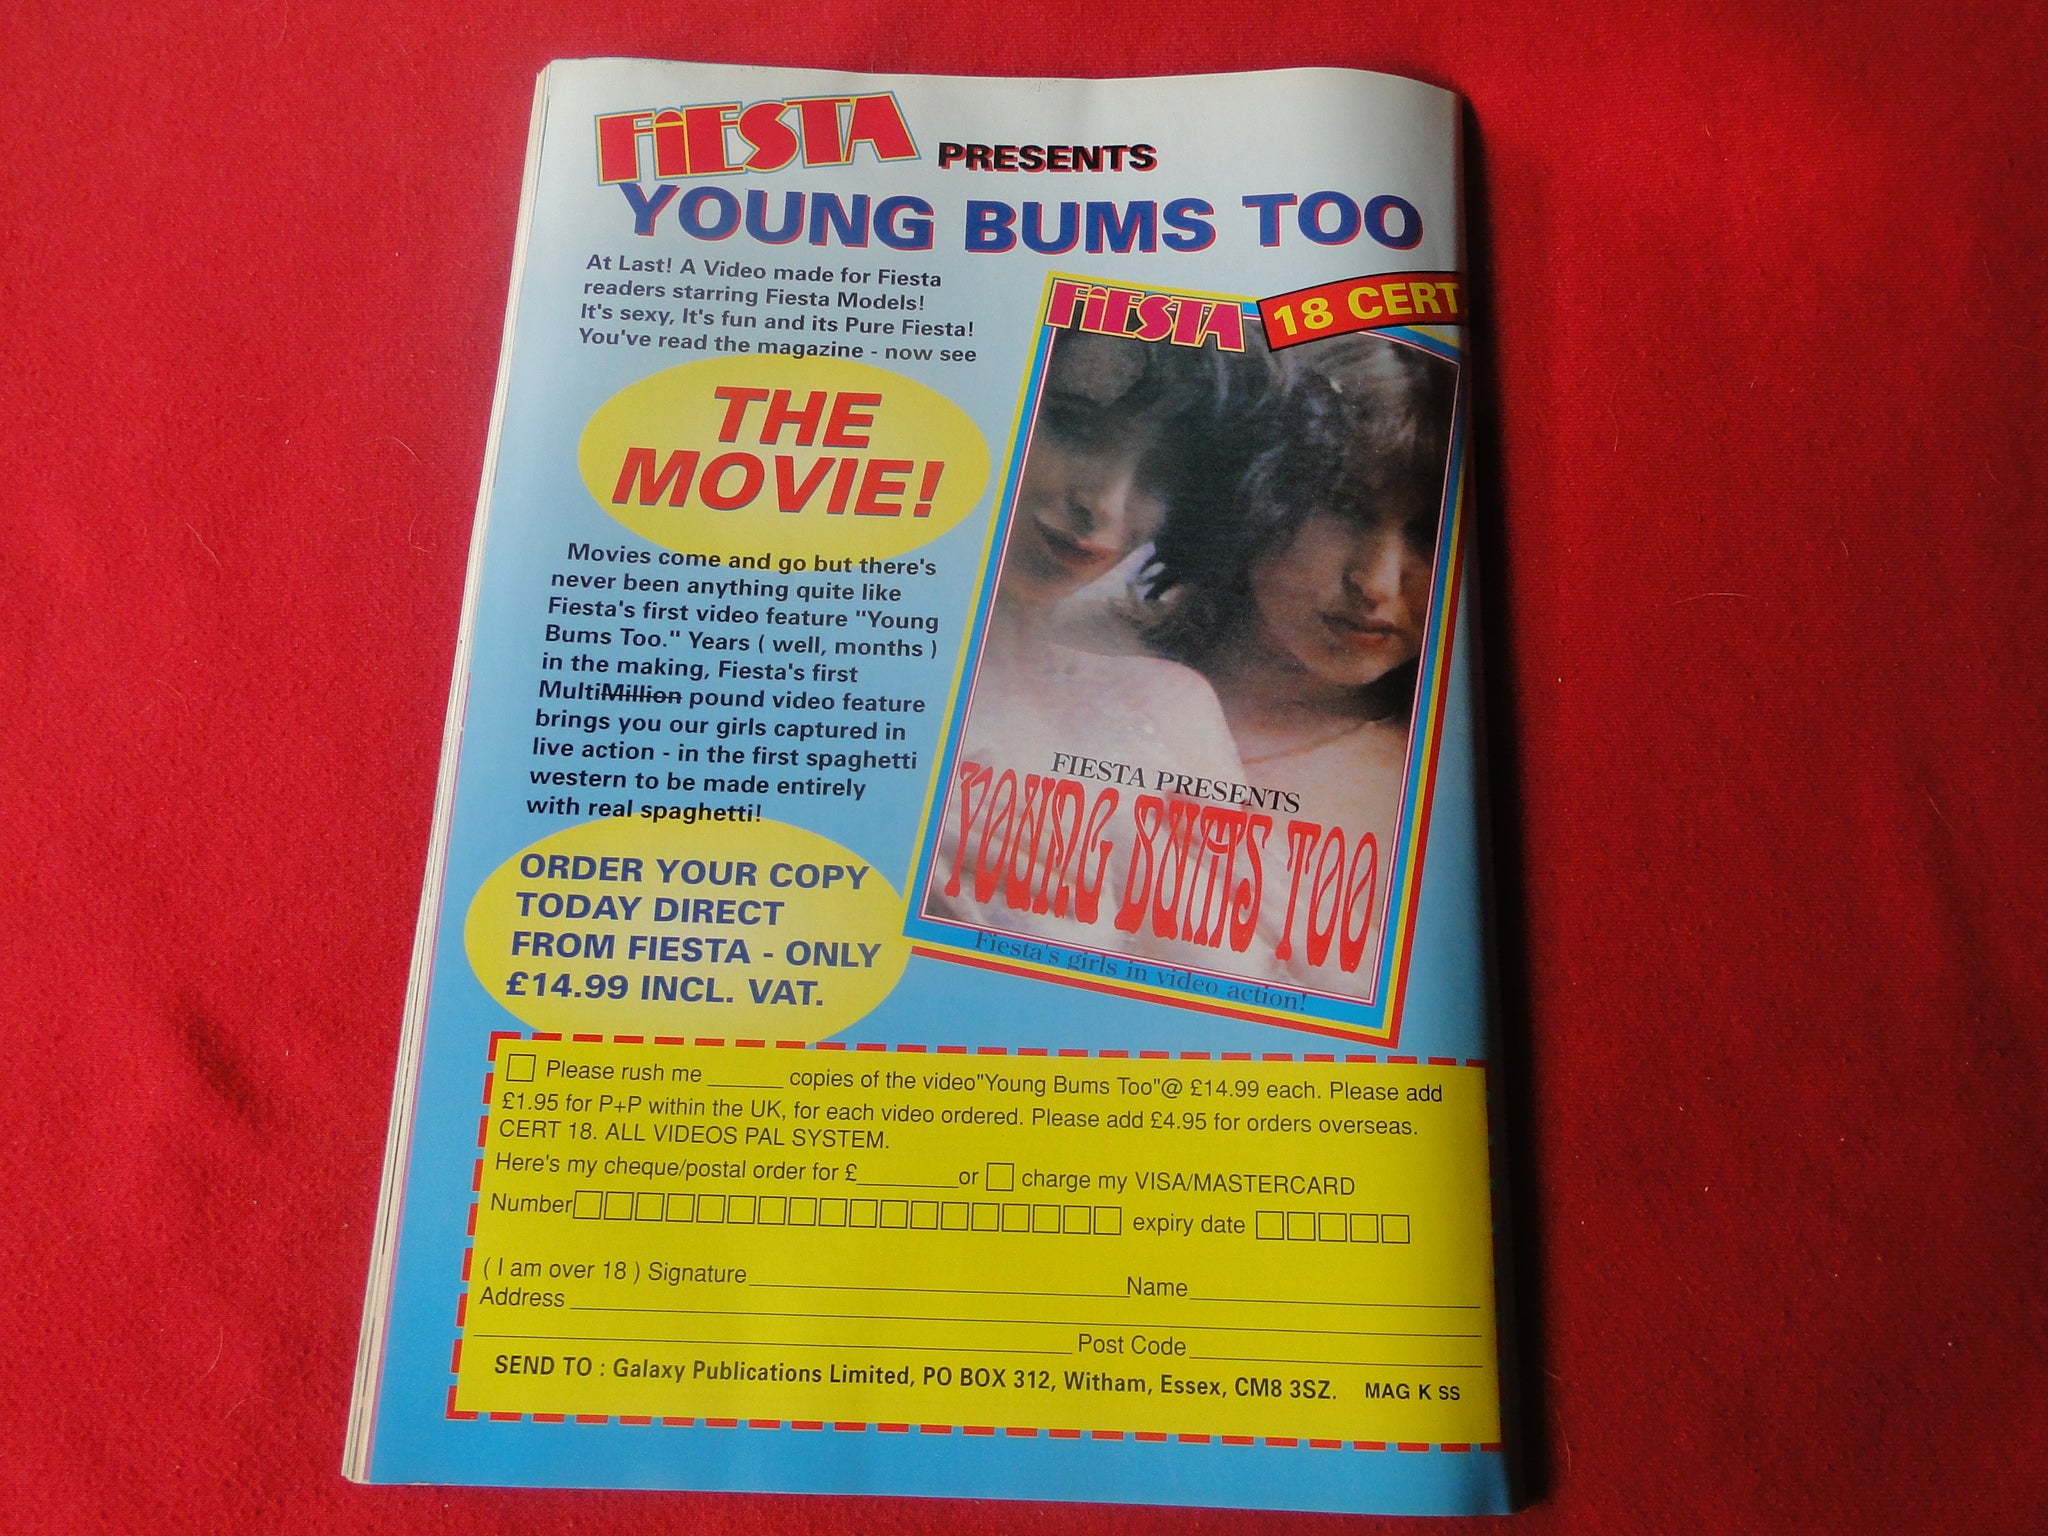 FiESTA PRESENTS
YOUNG BUMS TOO
At Last! A Video made for Fiesta
readers starring Fiesta Models!
It's sexy, It's fun and its Pure Fiesta!
You've read the magazine - now see
THE
MOVIE!
Movies come and go but there's
never been anything quite like
Fiesta's first video feature "Young
Bums Too." Years ( well, months )
in the making, Fiesta's first
MultiMillion pound video feature
brings you our girls captured in
live action - in the first spaghetti
western to be made entirely
with real spaghetti!
ORDER YOUR COPY
TODAY DIRECT
FROM FIESTA - ONLY
£14.99 INCL. VAT.
FiESTA
18 CERT
FIESTA PRESENTS
YOUNG BUMS TOO
Fiesta's girls in video action!
Please rush me ______ copies of the video"Young Bums Too"@ £14.99 each. Please add
£1.95 for P+P within the UK, for each video ordered. Please add £4.95 for orders overseas.
CERT 18. ALL VIDEOS PAL SYSTEM.
Here's my cheque/postal order for £________or charge my VISA/MASTERCARD
Number expiry date
( I am over 18 ) Signature Name
Address
Post Code
SEND TO : Galaxy Publications Limited, PO BOX 312, Witham, Essex, CM8 3SZ. MAG K SS